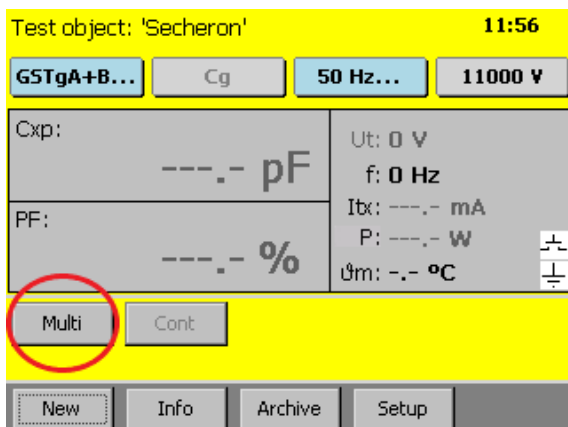 Test object: 'Secheron' 11:56
GSTgA+B... Cg 50 Hz... 11000 V
Cxp:
---.- pF
PF:
---.- %
Ut: 0 V
f: 0 Hz
Itx: ---.- mA
P: ---.- W
ϑm: -.- ºC
Multi Cont
New Info Archive Setup